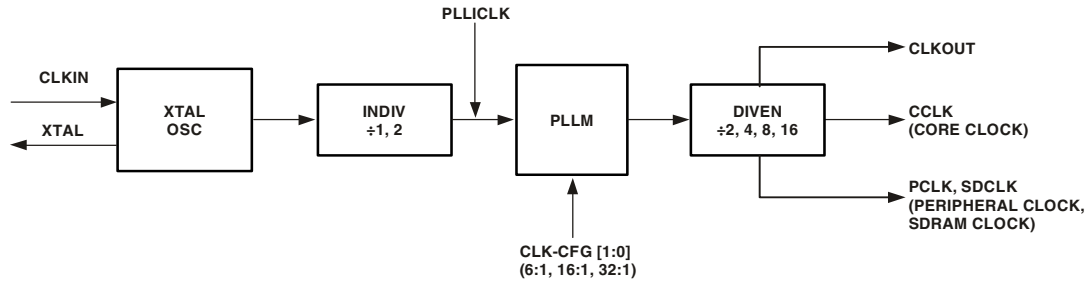 PLLICLK
CLKOUT
CLKIN
XTAL
XTAL
OSC
INDIV
÷1, 2
PLLM
DIVEN
÷2, 4, 8, 16
CCLK
(CORE CLOCK)
PCLK, SDCLK
(PERIPHERAL CLOCK,
SDRAM CLOCK)
CLK-CFG [1:0]
(6:1, 16:1, 32:1)